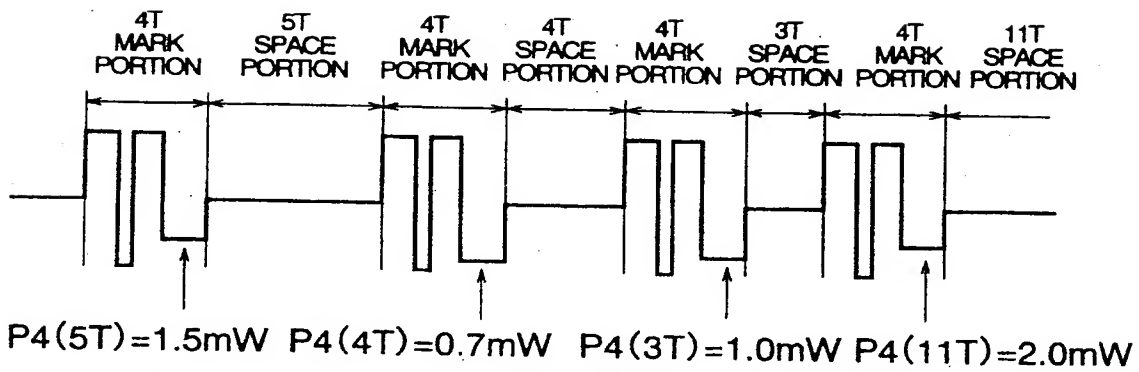 4T
MARK
PORTION
5T
SPACE
PORTION
4T
MARK
PORTION
4T
SPACE
PORTION
4T
MARK
PORTION
3T
SPACE
PORTION
4T
MARK
PORTION
11T
SPACE
PORTION
P4(5T)=1.5mW P4(4T)=0.7mW P4(3T)=1.0mW P4(11T)=2.0mW